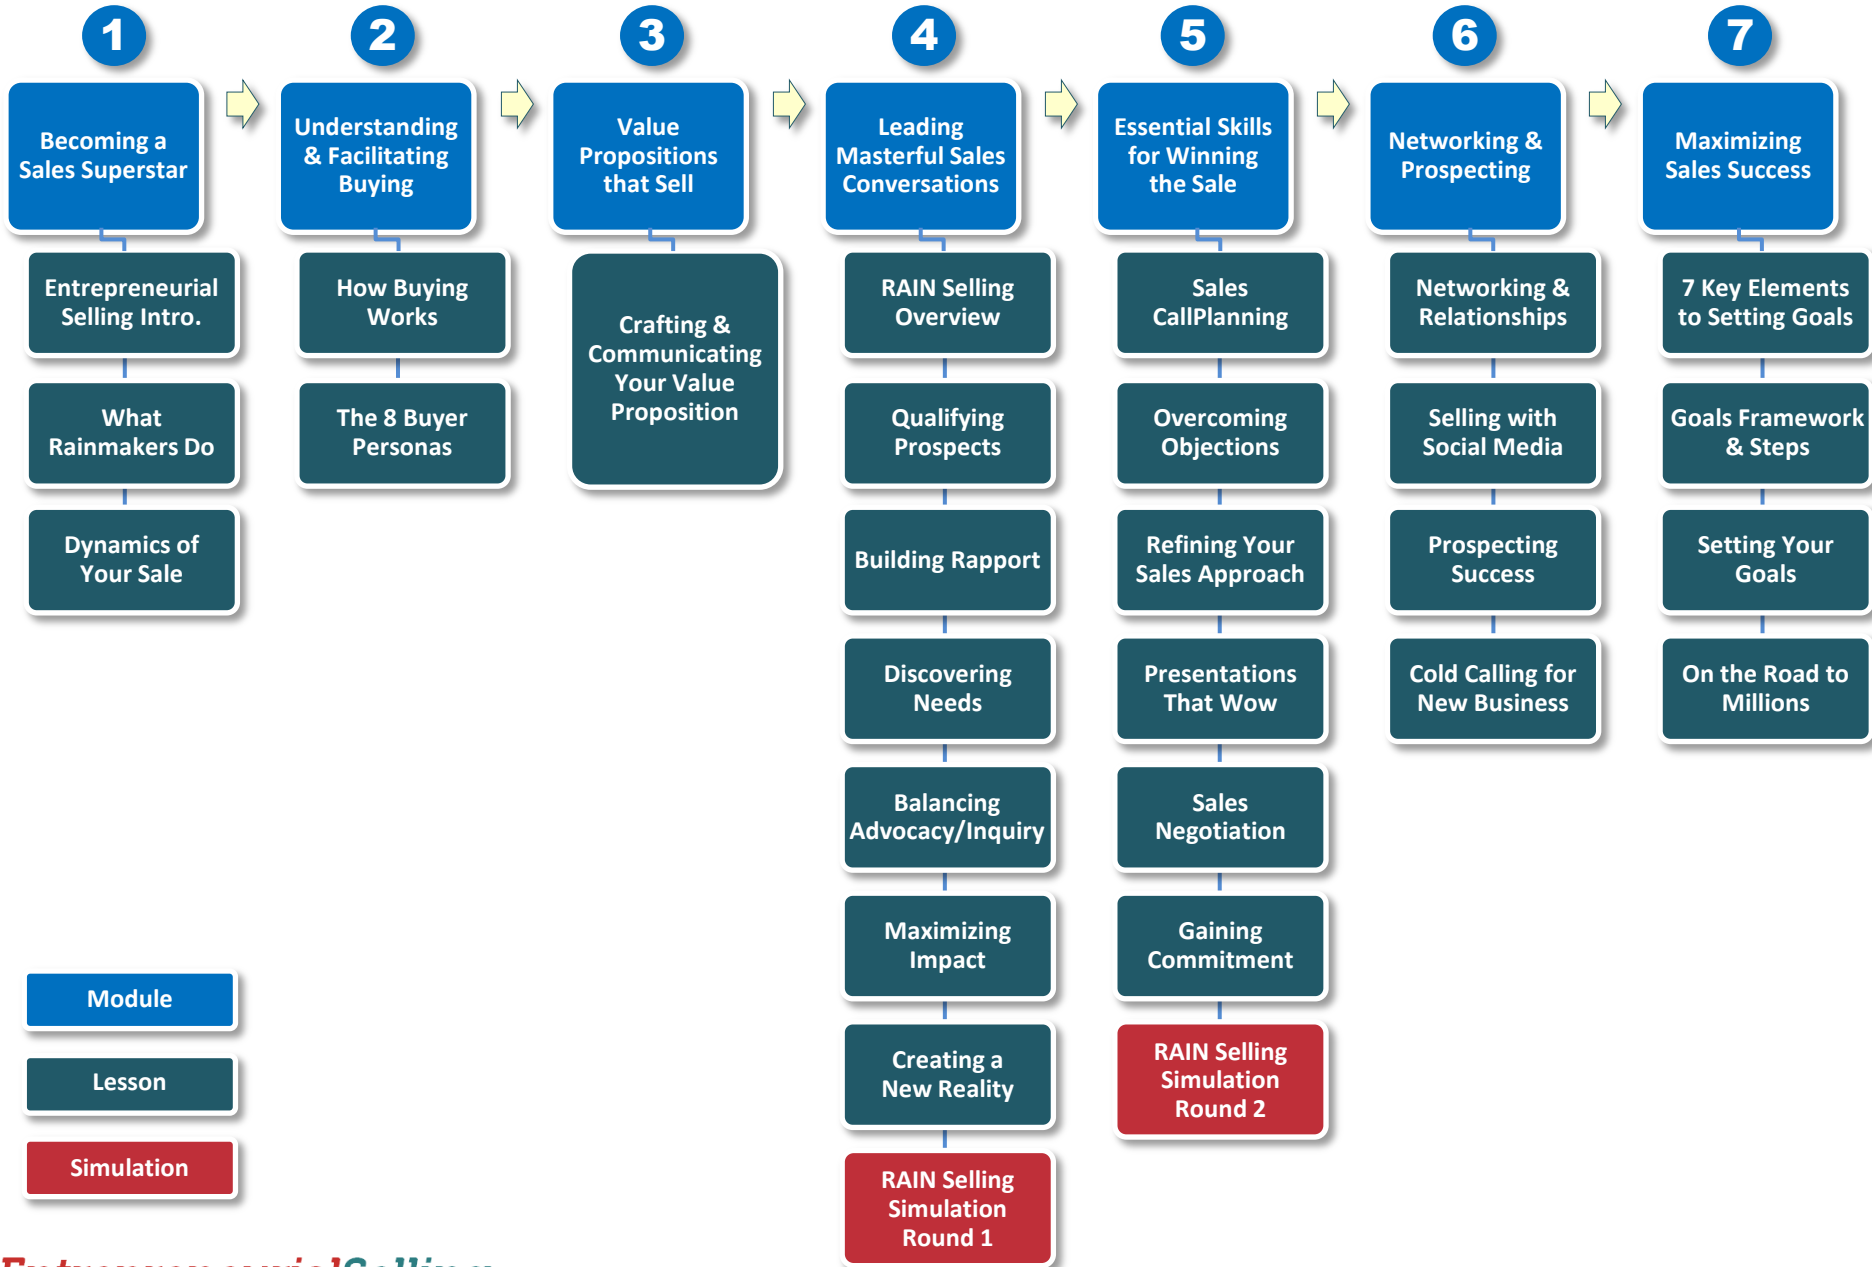 1
2
3
4
5
6
7
Becoming a
Sales Superstar
Understanding
& Facilitating
Buying
Value
Propositions
that Sell
Leading
Masterful Sales
Conversations
Essential Skills
for Winning
the Sale
Networking &
Prospecting
Maximizing
Sales Success
Entrepreneurial
Selling Intro.
What
Rainmakers Do
Dynamics of
Your Sale
How Buying
Works
The 8 Buyer
Personas
Crafting &
Communicating
Your Value
Proposition
RAIN Selling
Overview
Qualifying
Prospects
Building Rapport
Discovering
Needs
Balancing
Advocacy/Inquiry
Maximizing
Impact
Creating a
New Reality
RAIN Selling
Simulation
Round 1
Sales
CallPlanning
Overcoming
Objections
Refining Your
Sales Approach
Presentations
That Wow
Sales
Negotiation
Gaining
Commitment
RAIN Selling
Simulation
Round 2
Networking &
Relationships
Selling with
Social Media
Prospecting
Success
Cold Calling for
New Business
7 Key Elements
to Setting Goals
Goals Framework
& Steps
Setting Your
Goals
On the Road to
Millions
Module
Lesson
Simulation
EntrepreneurialSelling